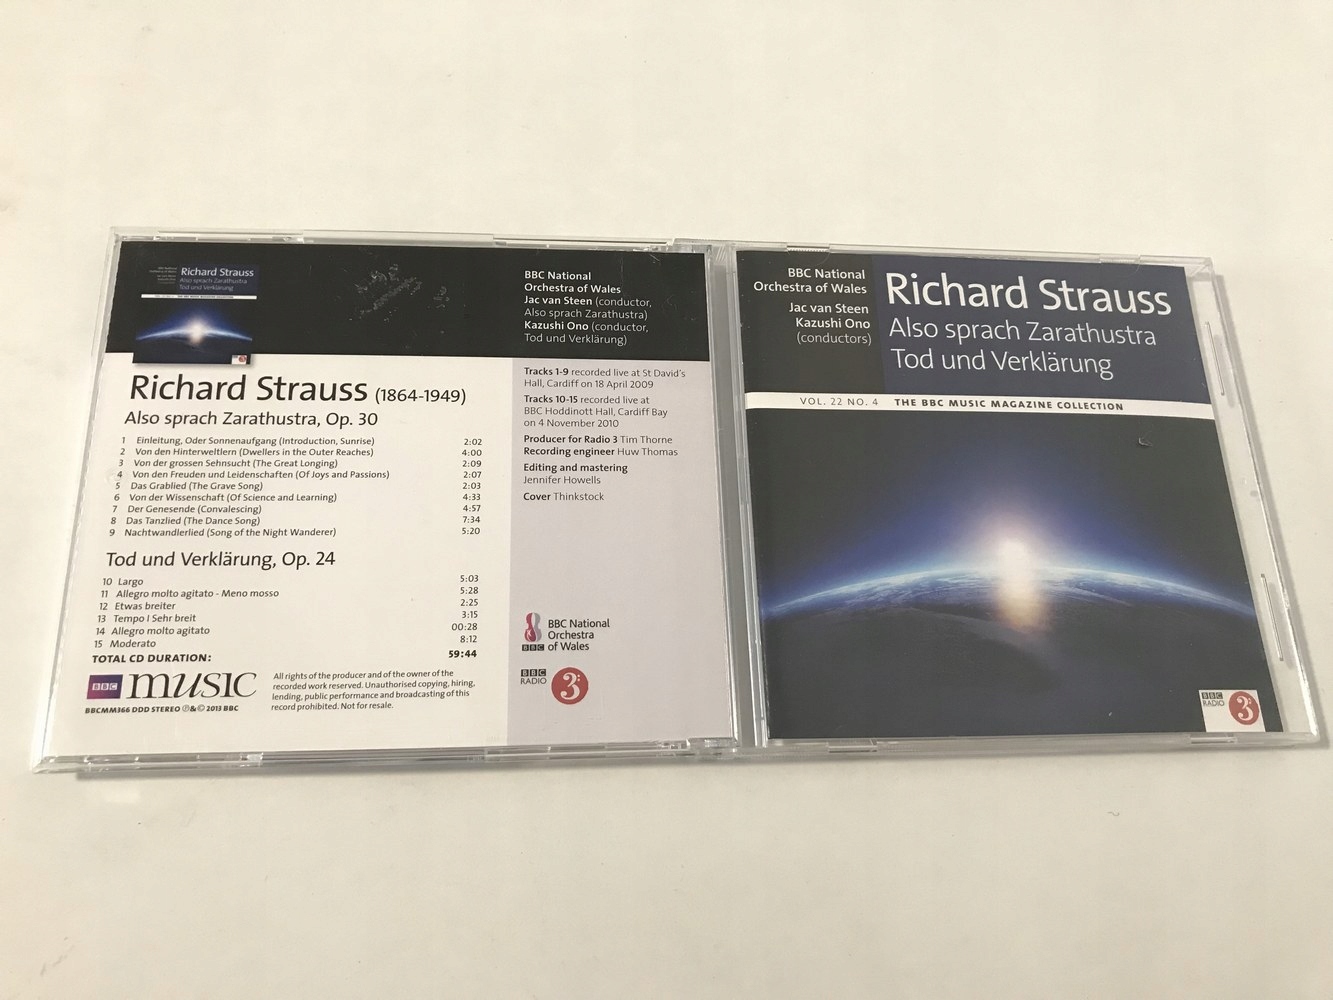 Richard Strauss
Also sprach Zarathustra
Tod und Verklärung
BBC National
Orchestra of Wales
Jac van Steen (conductor,
Also sprach Zarathustra)
Kazushi Ono (conductor,
Tod und Verklärung)
Richard Strauss (1864-1949)
Also sprach Zarathustra, Op. 30
1 Einleitung, Oder Sonnenaufgang (Introduction, Sunrise) 2:02
2 Von den Hinterweltlern (Dwellers in the Outer Reaches) 4:00
3 Von der grossen Sehnsucht (The Great Longing) 2:09
4 Von den Freuden und Leidenschaften (Of Joys and Passions) 2:07
5 Das Grablied (The Grave Song) 2:03
6 Von der Wissenschaft (Of Science and Learning) 4:33
7 Der Genesende (Convalescing) 4:57
8 Das Tanzlied (The Dance Song) 7:34
9 Nachtwandlerlied (Song of the Night Wanderer) 5:20
Tod und Verklärung, Op. 24
10 Largo 5:03
11 Allegro molto agitato - Meno mosso 5:28
12 Etwas breiter 2:25
13 Tempo I Sehr breit 3:15
14 Allegro molto agitato 00:28
15 Moderato 8:12
TOTAL CD DURATION: 59:44
BBC music
BBCMM366 DDD STEREO ℗&© 2013 BBC
All rights of the producer and of the owner of the
recorded work reserved. Unauthorised copying, hiring,
lending, public performance and broadcasting of this
record prohibited. Not for resale.
Tracks 1-9 recorded live at St David's
Hall, Cardiff on 18 April 2009
Tracks 10-15 recorded live at
BBC Hoddinott Hall, Cardiff Bay
on 4 November 2010
Producer for Radio 3 Tim Thorne
Recording engineer Huw Thomas
Editing and mastering
Jennifer Howells
Cover Thinkstock
BBC National
Orchestra
BBC of Wales
BBC
RADIO 3
BBC National
Orchestra of Wales
Jac van Steen
Kazushi Ono
(conductors)
Richard Strauss
Also sprach Zarathustra
Tod und Verklärung
VOL. 22 NO. 4 THE BBC MUSIC MAGAZINE COLLECTION
BBC
RADIO 3